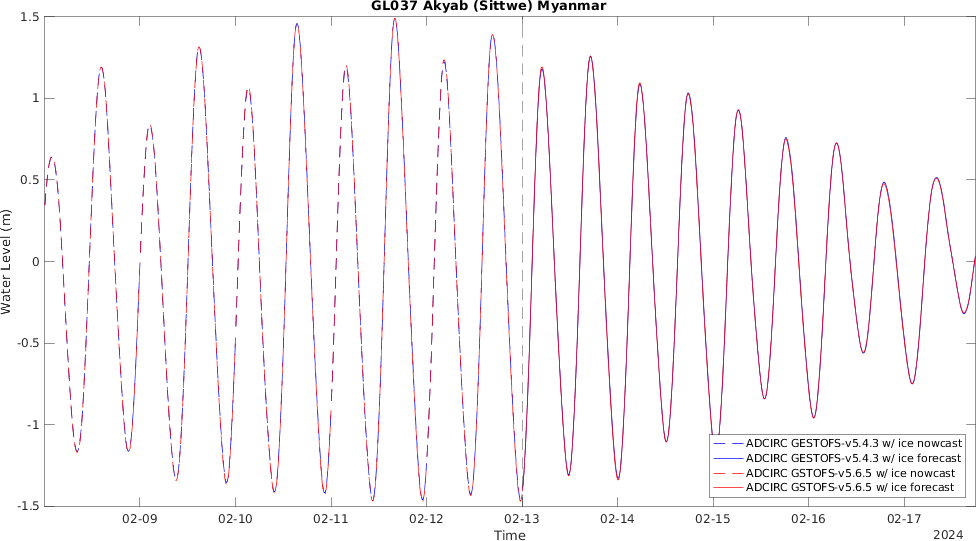 GL037 Akyab (Sittwe) Myanmar
1.5
1
0.5
0
-0.5
-1
-1.5
Water Level (m)
02-09
02-10
02-11
02-12
02-13
02-14
02-15
02-16
02-17
Time
2024
ADCIRC GESTOFS-v5.4.3 w/ ice nowcast
ADCIRC GESTOFS-v5.4.3 w/ ice forecast
ADCIRC GSTOFS-v5.6.5 w/ ice nowcast
ADCIRC GSTOFS-v5.6.5 w/ ice forecast